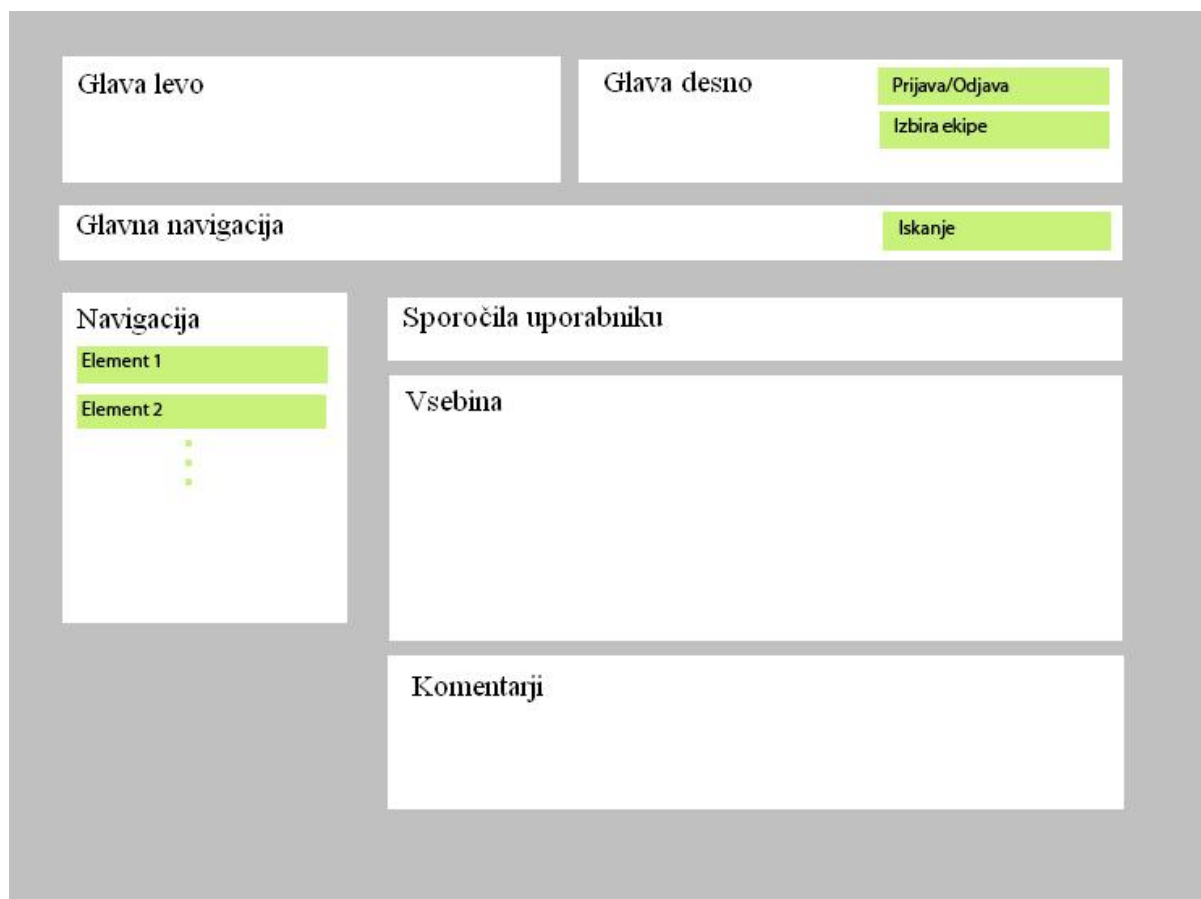 Glava levo
Glava desno
Prijava/Odjava
Izbira ekipe
Glavna navigacija
Iskanje
Navigacija
Element 1
Element 2
Sporočila uporabniku
Vsebina
Komentarji